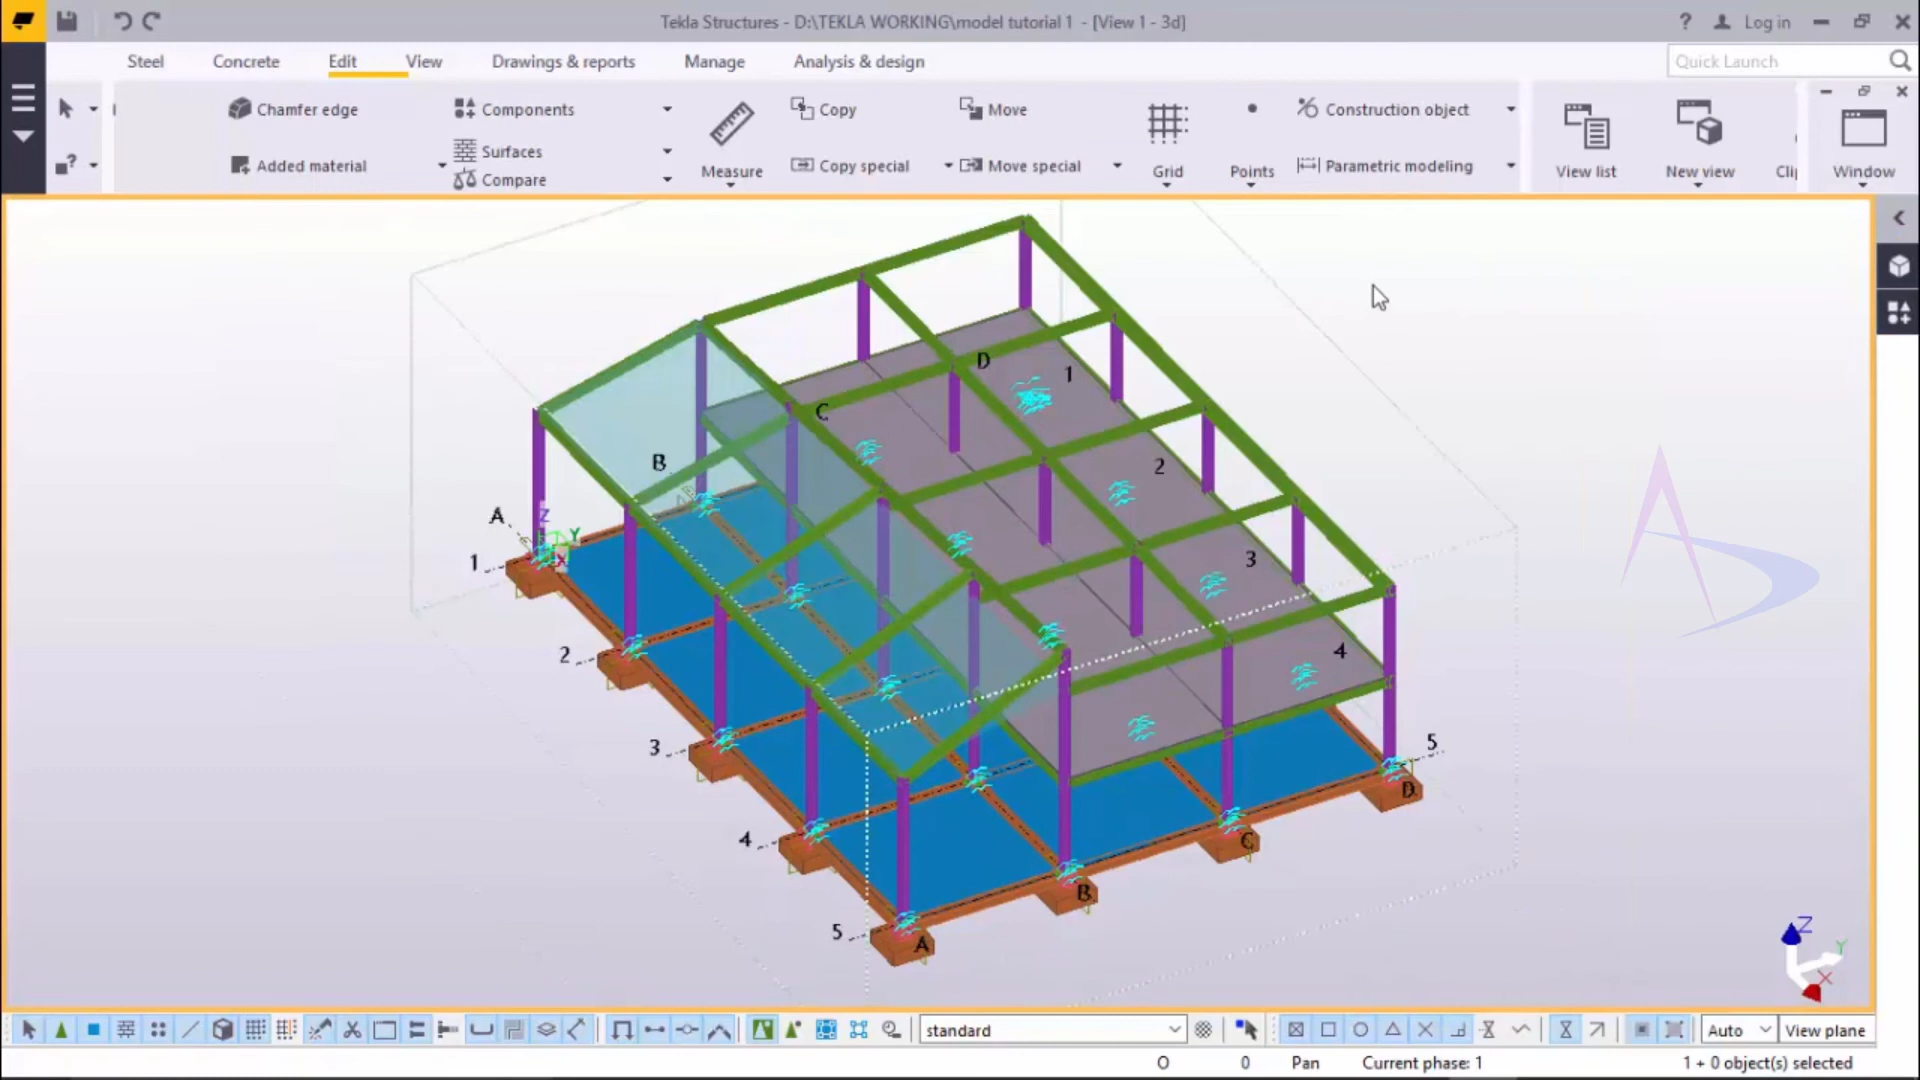 Tekla Structures - D:\TEKLA WORKING\model tutorial 1 - [View 1 - 3d]
? Log in
Steel Concrete Edit View Drawings & reports Manage Analysis & design
Quick Launch
Chamfer edge Components Copy Move Construction object
Surfaces
Added material Measure Copy special Move special Grid Points Parametric modeling View list New view Cli Window
Compare
D
1
C
B
2
A
Z
Y
X
1
3
2
4
3
5
D
4
C
B
5
A
Z
Y
X
AD
standard Auto View plane
O 0 Pan Current phase: 1 1 + 0 object(s) selected